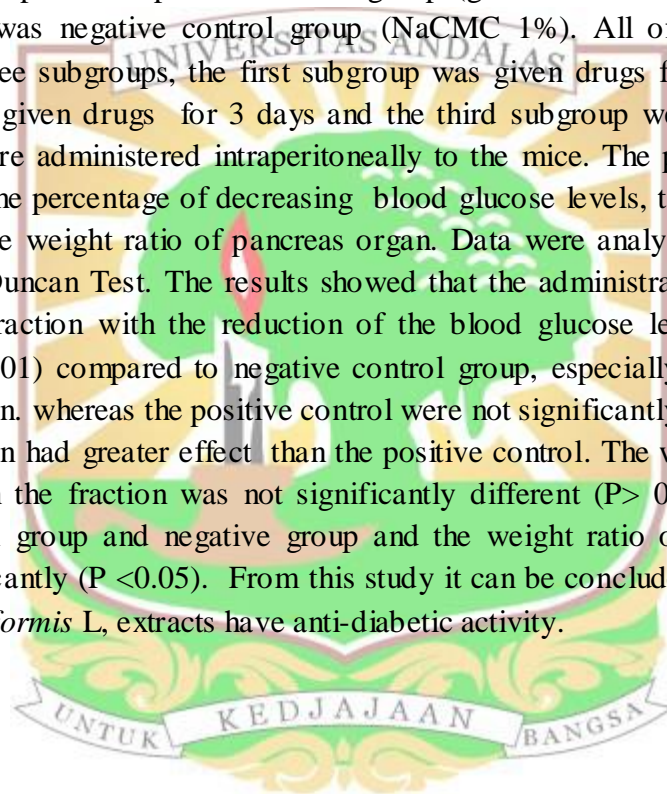 was negative control group (NaCMC 1%). All o
UNIVERSITAS ANDALAS
ee subgroups, the first subgroup was given drugs f
given drugs for 3 days and the third subgroup w
re administered intraperitoneally to the mice. The p
he percentage of decreasing blood glucose levels, t
e weight ratio of pancreas organ. Data were analy
Duncan Test. The results showed that the administra
raction with the reduction of the blood glucose le
01) compared to negative control group, especially
n. whereas the positive control were not significantly
n had greater effect than the positive control. The
the fraction was not significantly different (P> 0
group and negative group and the weight ratio o
cantly (P <0.05). From this study it can be conclud
formis L, extracts have anti-diabetic activity.
UNTUK KEDJAJAAN BANGSA